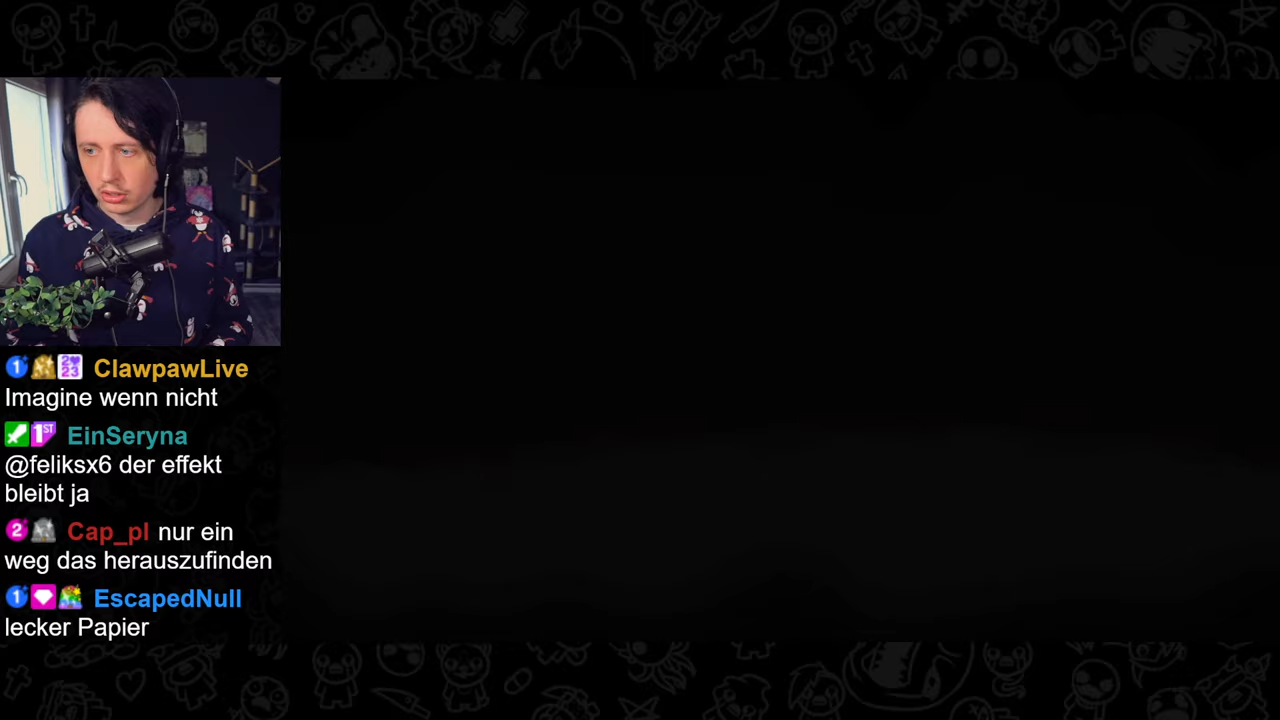 ClawpawLive
Imagine wenn nicht
EinSeryna
@feliksx6 der effekt
bleibt ja
Cap_pl nur ein
weg das herauszufinden
EscapedNull
lecker Papier